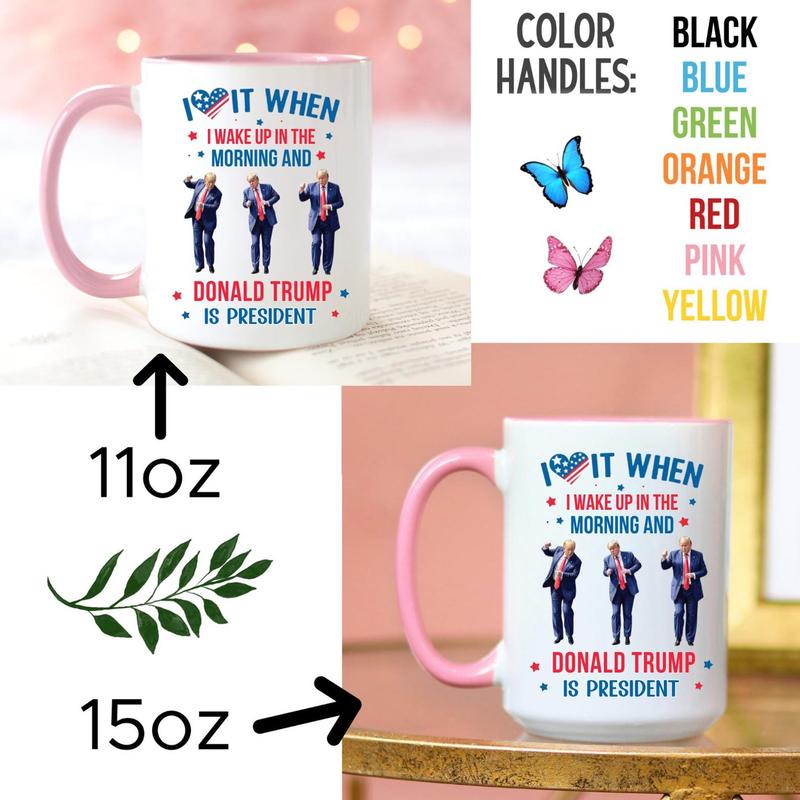 I IT WHEN
I WAKE UP IN THE
MORNING AND
DONALD TRUMP
IS PRESIDENT
COLOR
HANDLES:
BLACK
BLUE
GREEN
ORANGE
RED
PINK
YELLOW
11oz
I IT WHEN
I WAKE UP IN THE
MORNING AND
DONALD TRUMP
IS PRESIDENT
15oz